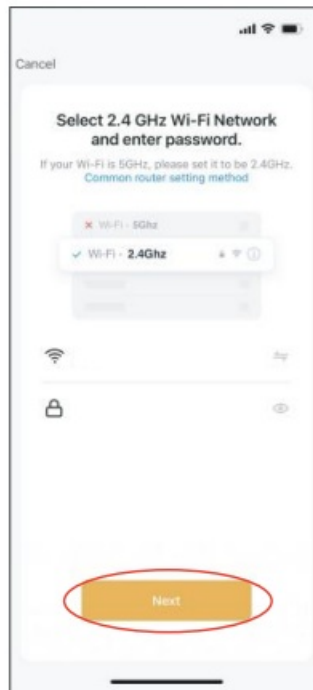 Cancel
Select 2.4 GHz Wi-Fi Network
and enter password.
If your Wi-Fi is 5GHz, please set it to be 2.4GHz.
Common router setting method
Wi-Fi - 5Ghz
Wi-Fi - 2.4Ghz
Next